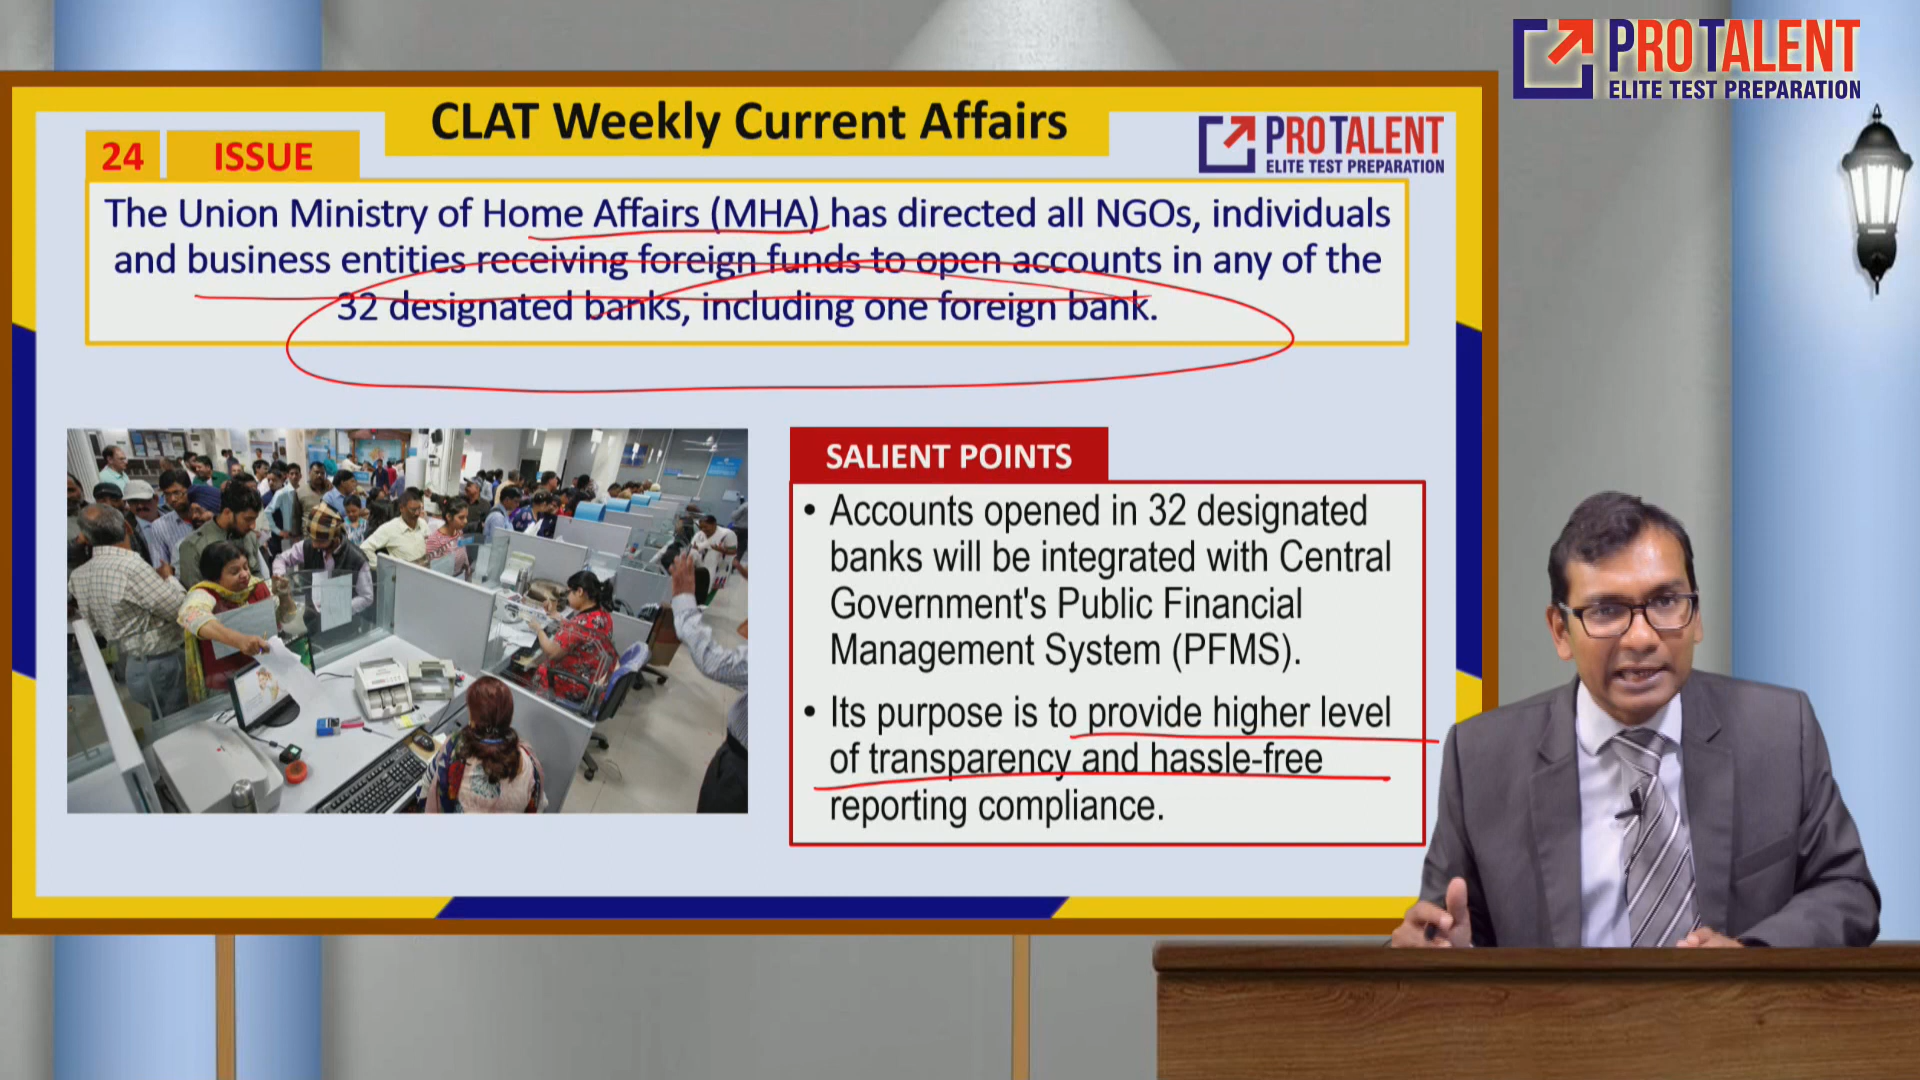 PROTALENT
ELITE TEST PREPARATION
CLAT Weekly Current Affairs
PROTALENT
ELITE TEST PREPARATION
24 ISSUE
The Union Ministry of Home Affairs (MHA) has directed all NGOs, individuals
and business entities receiving foreign funds to open accounts in any of the
32 designated banks, including one foreign bank.
SALIENT POINTS
• Accounts opened in 32 designated
banks will be integrated with Central
Government's Public Financial
Management System (PFMS).
• Its purpose is to provide higher level
of transparency and hassle-free
reporting compliance.